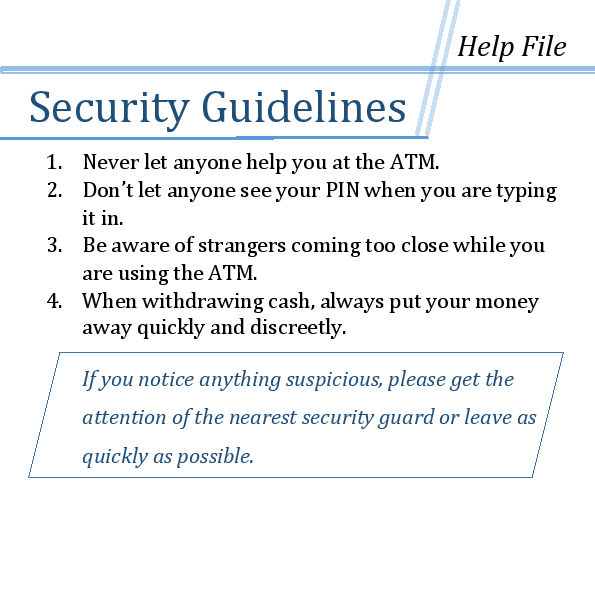 Help File
Security Guidelines
1. Never let anyone help you at the ATM.
2. Don’t let anyone see your PIN when you are typing
it in.
3. Be aware of strangers coming too close while you
are using the ATM.
4. When withdrawing cash, always put your money
away quickly and discreetly.
If you notice anything suspicious, please get the
attention of the nearest security guard or leave as
quickly as possible.